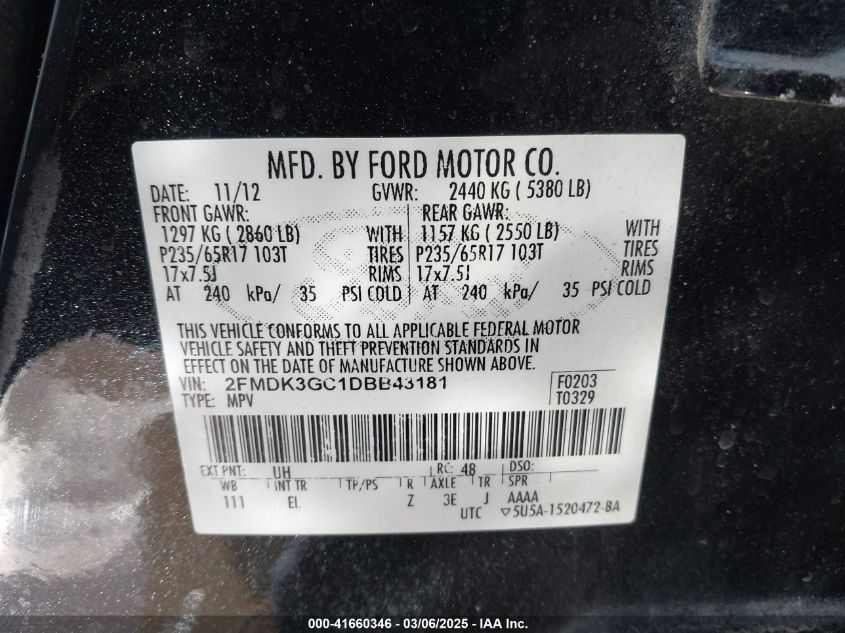 MFD. BY FORD MOTOR CO.
DATE: 11/12 GVWR: 2440 KG ( 5380 LB)
FRONT GAWR: REAR GAWR:
1297 KG ( 2860 LB) WITH 1157 KG ( 2550 LB) WITH
P235/65R17 103T TIRES P235/65R17 103T TIRES
17x7.5J RIMS 17x7.5J RIMS
AT 240 kPa/ 35 PSI COLD AT 240 kPa/ 35 PSI COLD
THIS VEHICLE CONFORMS TO ALL APPLICABLE FEDERAL MOTOR
VEHICLE SAFETY AND THEFT PREVENTION STANDARDS IN
EFFECT ON THE DATE OF MANUFACTURE SHOWN ABOVE.
VIN: 2FMDK3GC1DBB43181 F0203
TYPE: MPV T0329
EXT PNT: UH RC: 48 DSO:
WB INT TR TP/PS R AXLE TR SPR
111 EL Z 3E J AAAA
UTC ▽5U5A-1520472-BA
000-41660346 / 03/06/2025 - IAA Inc.